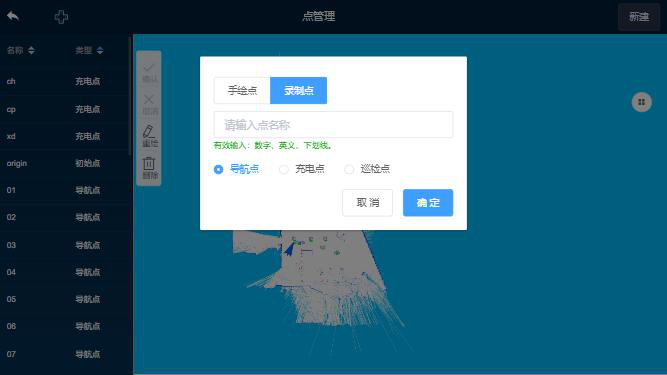 点管理
新建
名称 类型
ch 充电点
cp 充电点
xd 充电点
origin 初始点
01 导航点
02 导航点
03 导航点
04 导航点
05 导航点
06 导航点
07 导航点
确认
取消
重绘
删除
手绘点 录制点
请输入点名称
有效输入：数字、英文、下划线。
导航点 充电点 巡检点
取消 确定